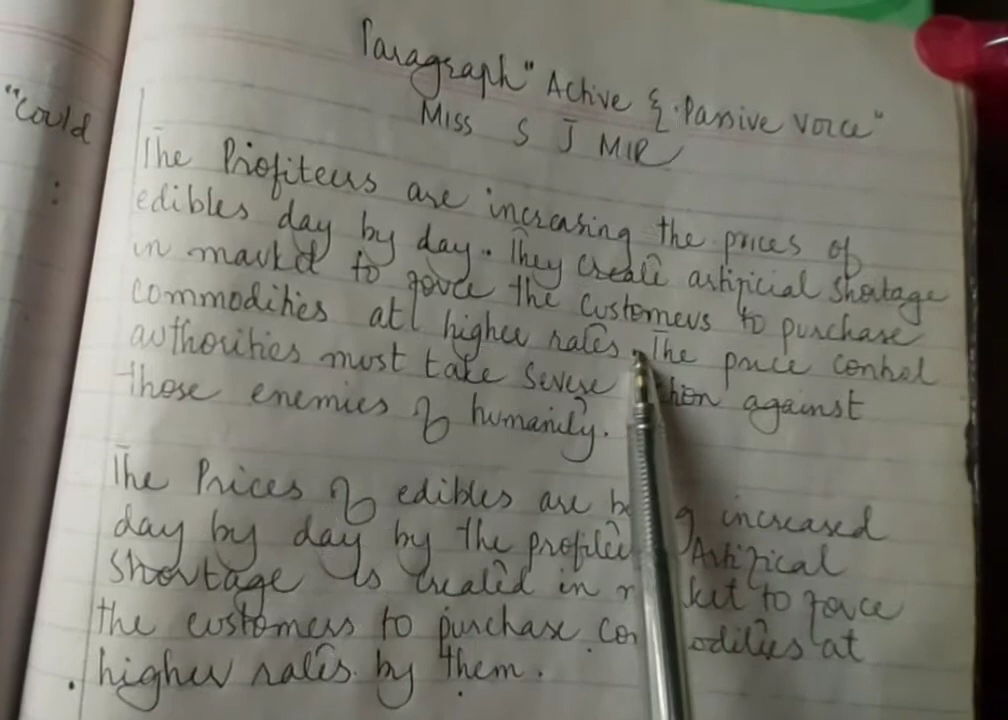 "Could
:
Paragraph" Active & Passive Voice"
Miss S J MIR
The Profiteers are increasing the prices of
edibles day by day. They create artificial shortage
in market to force the customers to purchase
commodities at higher rates. The price control
authorities must take severe against
those enemies of humanity.
The Prices of edibles are increased
day by day by the Artifical
shortage is created in to force
the customers to purchase at
higher rates by them.